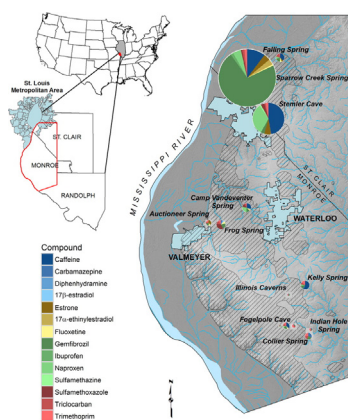 St. Louis
Metropolitan Area
ST. CLAIR
MONROE
RANDOLPH
Compound
Caffeine
Carbamazepine
Diphenhydramine
17β-estradiol
Estrone
17α-ethinylestradiol
Fluoxetine
Gemfibrozil
Ibuprofen
Naproxen
Sulfamethazine
Sulfamethoxazole
Triclocarban
Trimethoprim
MISSISSIPPI RIVER
Falling Spring
Sparrow Creek Spring
Stemler Cave
ST. CLAIR
MONROE
Camp Vandeventer
Spring
Auctioneer Spring
WATERLOO
Frog Spring
VALMEYER
Kelly Spring
Illinois Caverns
Fogelpole Cave
Indian Hole
Spring
Collier Spring